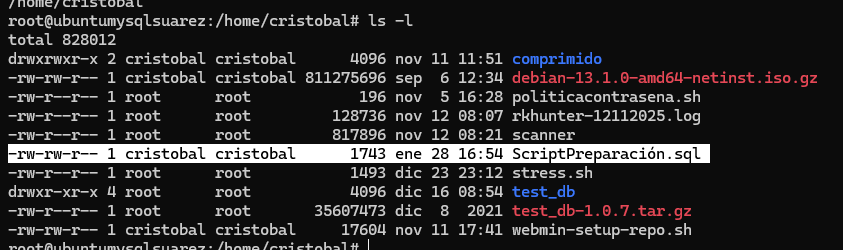 /home/cristobal
root@ubuntumysqlsuarez:/home/cristobal# ls -l
total 828012
drwxrwxr-x 2 cristobal cristobal      4096 nov 11 11:51 comprimido
-rw-rw-r-- 1 cristobal cristobal 811275696 sep  6 12:34 debian-13.1.0-amd64-netinst.iso.gz
-rw-r--r-- 1 root      root            196 nov  5 16:28 politicacontrasena.sh
-rw-r--r-- 1 root      root         128736 nov 12 08:07 rkhunter-12112025.log
-rw-r--r-- 1 root      root         817896 nov 12 08:21 scanner
-rw-rw-r-- 1 cristobal cristobal      1743 ene 28 16:54 ScriptPreparación.sql
-rw-r--r-- 1 root      root           1493 dic 23 23:12 stress.sh
drwxr-xr-x 4 root      root           4096 dic 16 08:54 test_db
-rw-r--r-- 1 root      root       35607473 dic  8  2021 test_db-1.0.7.tar.gz
-rw-rw-r-- 1 cristobal cristobal     17604 nov 11 17:41 webmin-setup-repo.sh
root@ubuntumysqlsuarez:/home/cristobal#